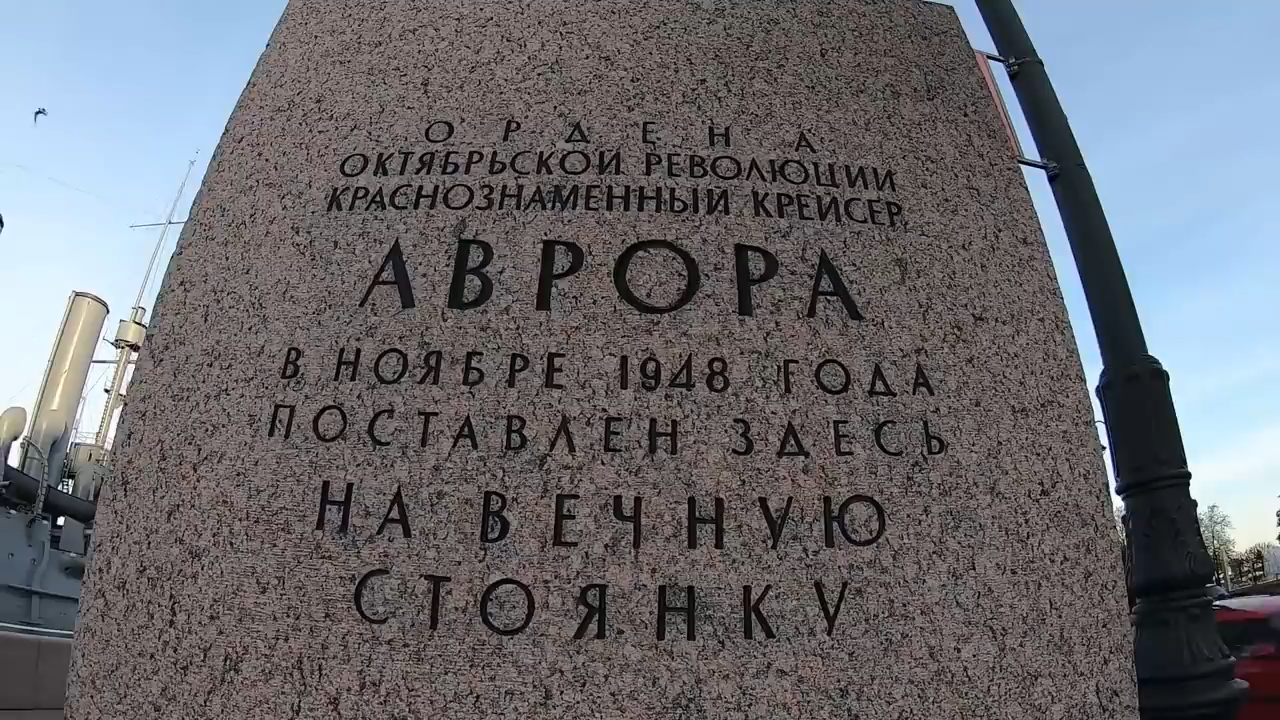 ОРДЕНА
ОКТЯБРЬСКОЙ РЕВОЛЮЦИИ
КРАСНОЗНАМЕННЫЙ КРЕЙСЕР
АВРОРА
В НОЯБРЕ 1948 ГОДА
ПОСТАВЛЕН ЗДЕСЬ
НА ВЕЧНУЮ
СТОЯНКУ